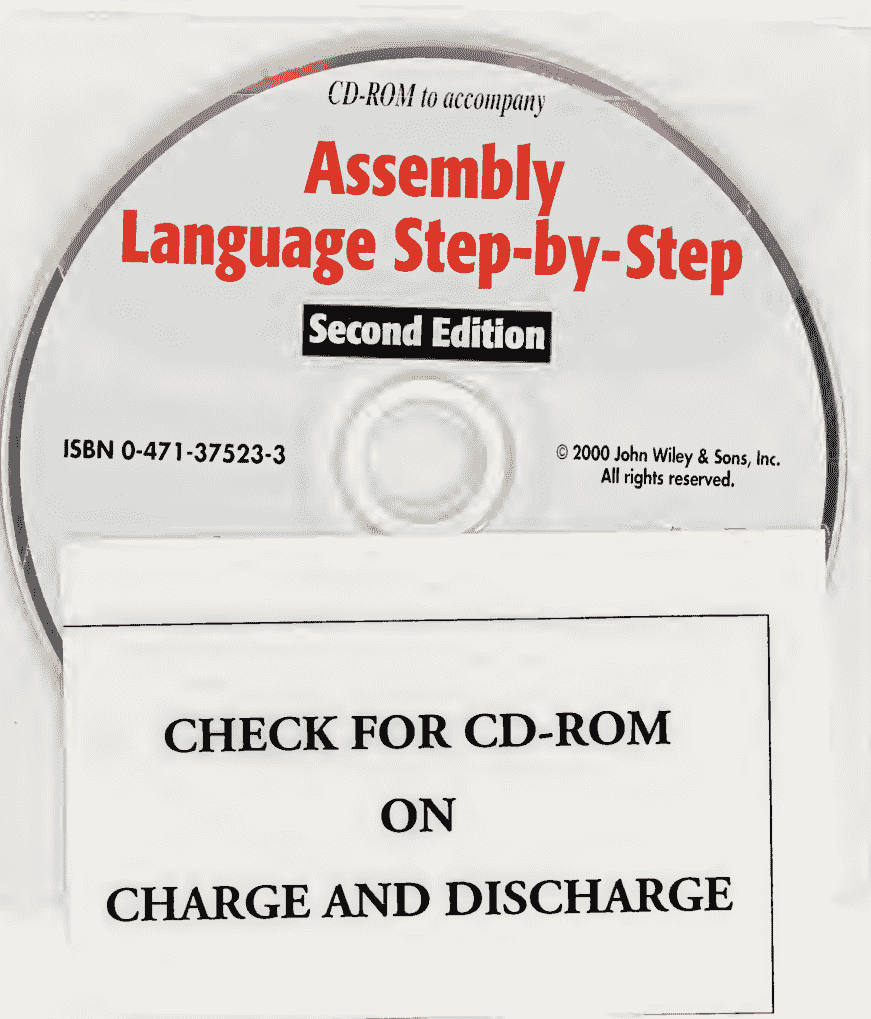 CD-ROM to accompany
Assembly
Language Step-by-Step
Second Edition
ISBN 0-471-37523-3
© 2000 John Wiley & Sons, Inc.
All rights reserved.
CHECK FOR CD-ROM
ON
CHARGE AND DISCHARGE